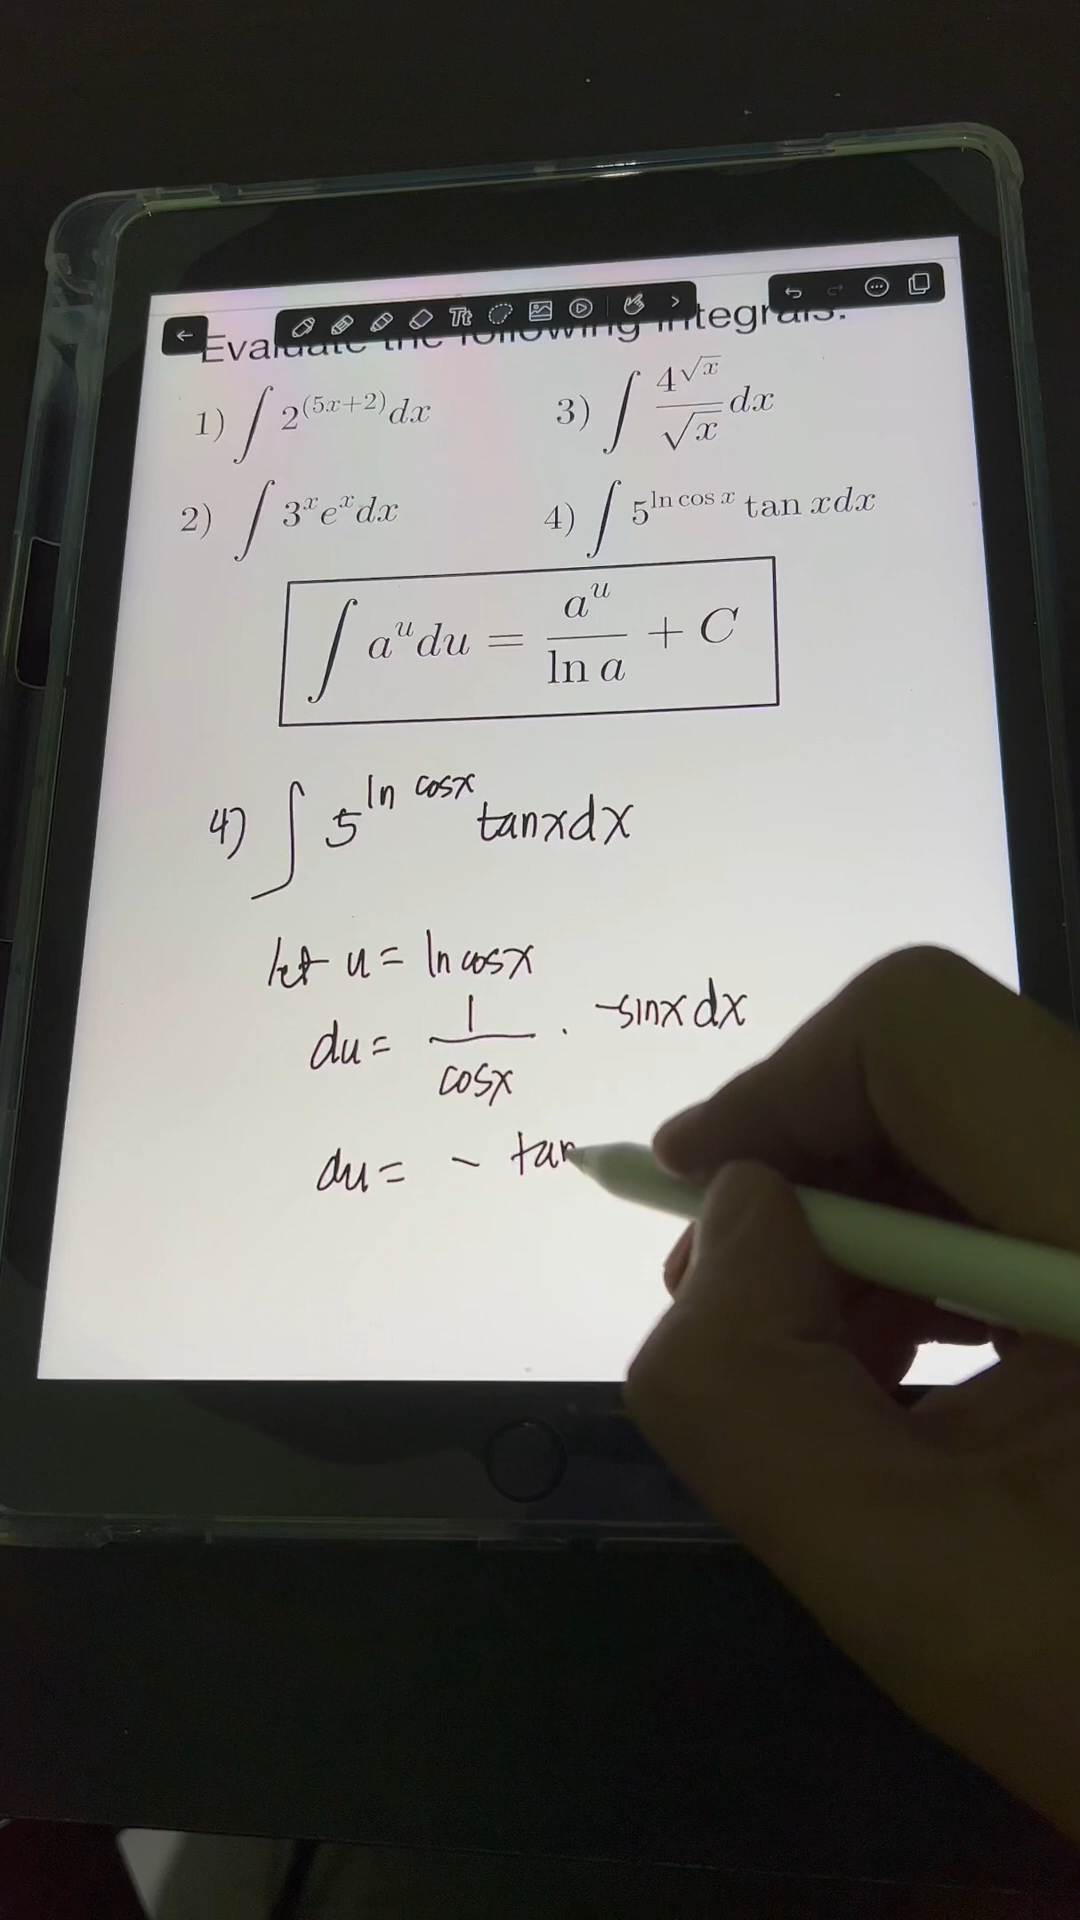 Evaluate the following integrals:
1) ∫ 2^(5x+2) dx
3) ∫ 4^√x / √x dx
2) ∫ 3^x e^x dx
4) ∫ 5^ln cos x tan x dx
∫ a^u du = a^u / ln a + C
4) ∫ 5^ln cosx tanx dx
let u = ln cosx
du = 1 / cosx · -sinx dx
du = - tan